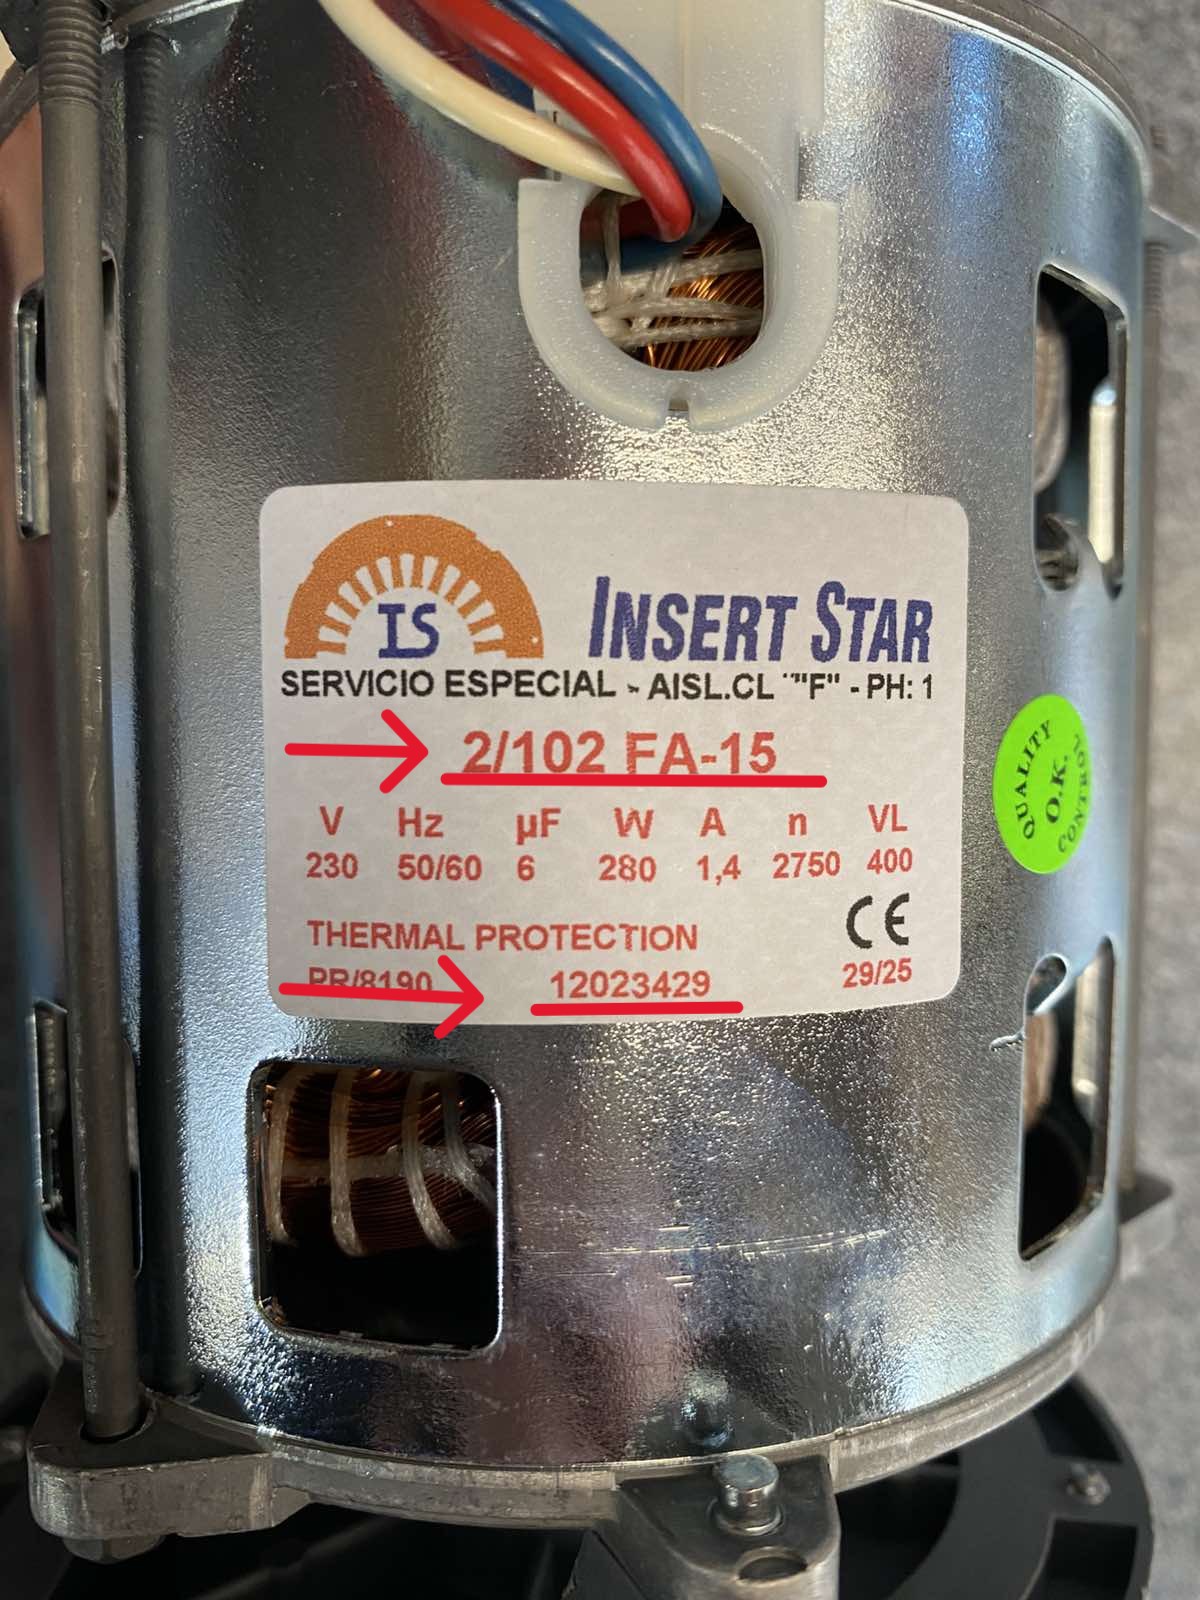 IS
INSERT STAR
SERVICIO ESPECIAL - AISL.CL ""F" - PH: 1
2/102 FA-15
V Hz µF W A n VL
230 50/60 6 280 1,4 2750 400
THERMAL PROTECTION
CE
PR/8190 12023429 29/25
QUALITY
O.K.
CONTROL